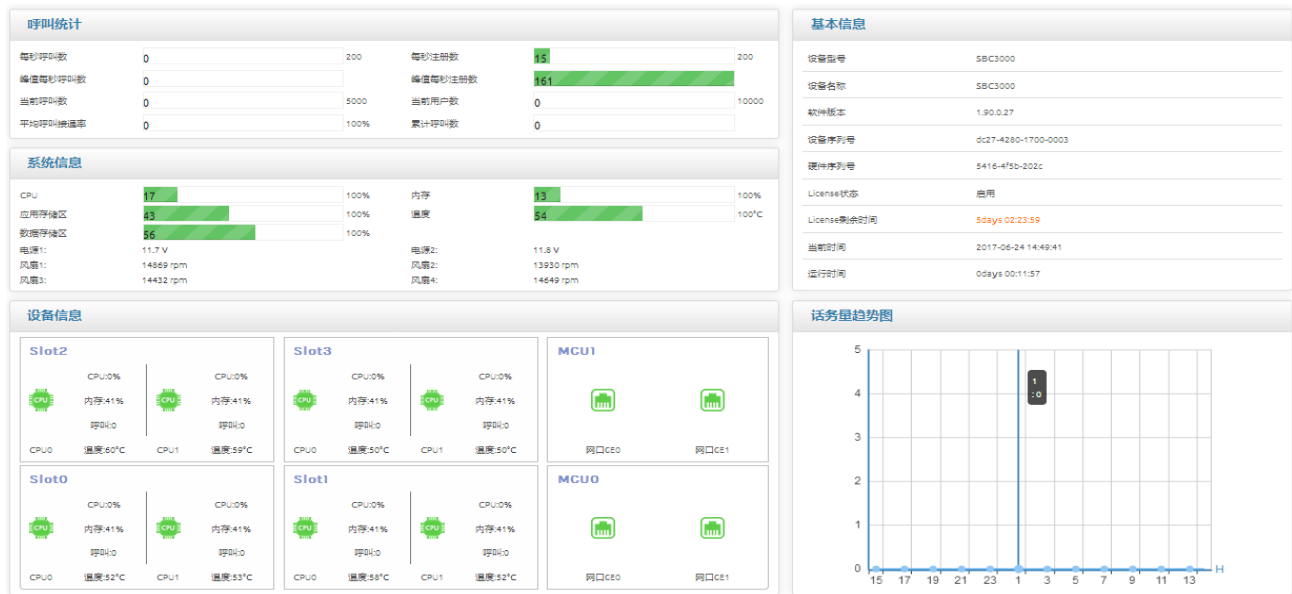 呼叫统计
每秒呼叫数 0 200 每秒注册数 15 200
峰值每秒呼叫数 0 峰值每秒注册数 161
当前呼叫数 0 5000 当前用户数 0 10000
平均呼叫接通率 0 100% 累计呼叫数 0
系统信息
CPU 17 100% 内存 13 100%
应用存储区 43 100% 温度 54 100°C
数据存储区 56 100%
电源1: 11.7 V 电源2: 11.8 V
风扇1: 14869 rpm 风扇2: 13930 rpm
风扇3: 14432 rpm 风扇4: 14649 rpm
设备信息
Slot2 Slot3 MCU1
CPU:0% CPU:0% CPU:0% CPU:0%
CPU 内存:41% CPU 内存:41% CPU 内存:41% CPU 内存:41%
呼叫:0 呼叫:0 呼叫:0 呼叫:0
CPU0 温度:60°C CPU1 温度:59°C CPU0 温度:50°C CPU1 温度:50°C 网口GE0 网口GE1
Slot0 Slot1 MCU0
CPU:0% CPU:0% CPU:0% CPU:0%
CPU 内存:41% CPU 内存:41% CPU 内存:41% CPU 内存:41%
呼叫:0 呼叫:0 呼叫:0 呼叫:0
CPU0 温度:52°C CPU1 温度:53°C CPU0 温度:58°C CPU1 温度:52°C 网口GE0 网口GE1
基本信息
设备型号 SBC3000
设备名称 SBC3000
软件版本 1.90.0.27
设备序列号 dc27-4280-1700-0003
硬件序列号 5416-4f5b-202c
License状态 启用
License剩余时间 5days 02:23:59
当前时间 2017-06-24 14:49:41
运行时间 0days 00:11:57
话务量趋势图
5
4
3
2
1
0
1
:0
15 17 19 21 23 1 3 5 7 9 11 13 H